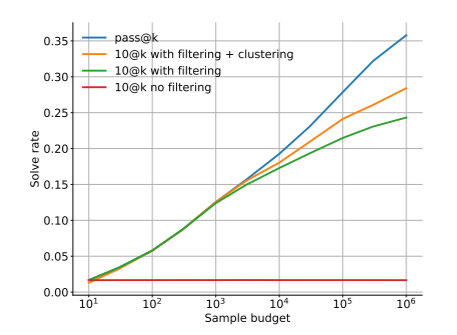 pass@k
10@k with filtering + clustering
10@k with filtering
10@k no filtering
0.35
0.30
0.25
0.20
0.15
0.10
0.05
0.00
Solve rate
10¹ 10² 10³ 10⁴ 10⁵ 10⁶
Sample budget